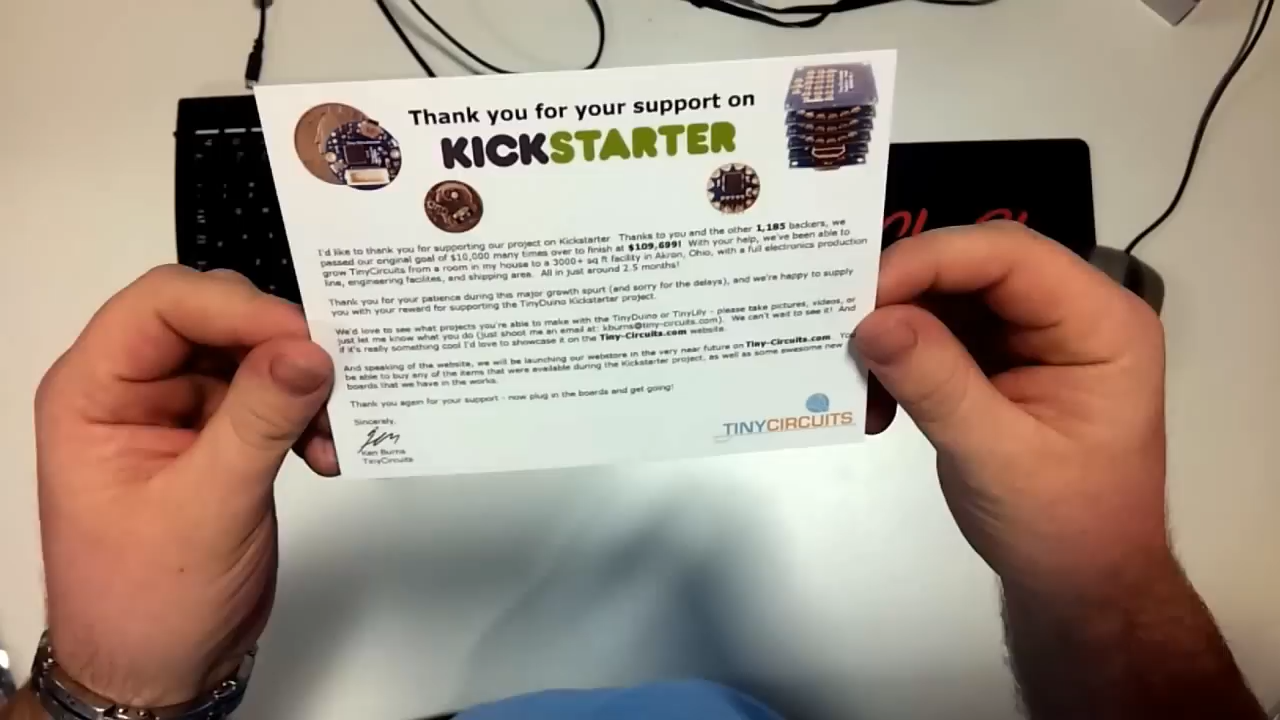 Thank you for your support on
KICKSTARTER
I'd like to thank you for supporting our project on Kickstarter Thanks to you and the other 1,185 backers, we
passed our original goal of $10,000 many times over to finish at $109,699! With your help, we've been able to
grow TinyCircuits from a room in my house to a 3000+ sq ft facility in Akron, Ohio, with a full electronics production
line, engineering facilites, and shipping area. All in just around 2.5 months!
Thank you for your patience during this major growth spurt (and sorry for the delays), and we're happy to supply
you with your reward for supporting the TinyDuino Kickstarter project.
We'd love to see what projects you're able to make with the TinyDuino or TinyLily - please take pictures, videos, or
just let me know what you do (just shoot me an email at: kburns@tiny-circuits.com). We can't wait to see it! And
if it's really something cool I'd love to showcase it on the Tiny-Circuits.com website.
And speaking of the website, we will be launching our webstore in the very near future on Tiny-Circuits.com. You
be able to buy any of the items that were available during the Kickstarter project, as well as some awesome new
boards that we have in the works.
Thank you again for your support - now plug in the boards and get going!
Sincerely,
Ken Burns
TinyCircuits
TINYCIRCUITS